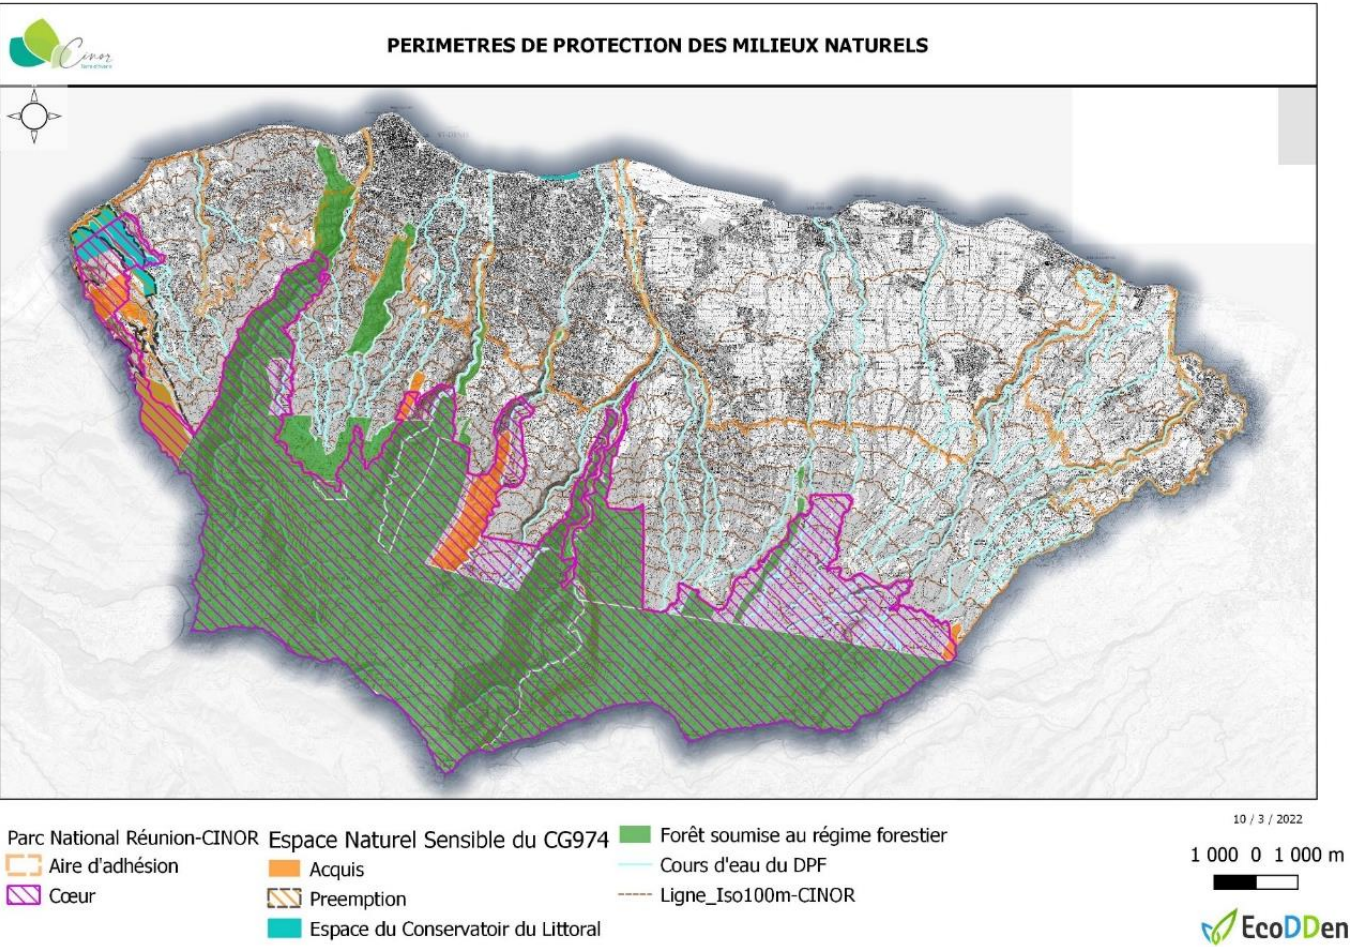 Cinor
PERIMETRES DE PROTECTION DES MILIEUX NATURELS
10 / 3 / 2022
Parc National Réunion-CINOR
Aire d'adhésion
Cœur
Espace Naturel Sensible du CG974
Acquis
Preemption
Espace du Conservatoir du Littoral
Forêt soumise au régime forestier
Cours d'eau du DPF
Ligne_Iso100m-CINOR
1 000 0 1 000 m
EcoDDen